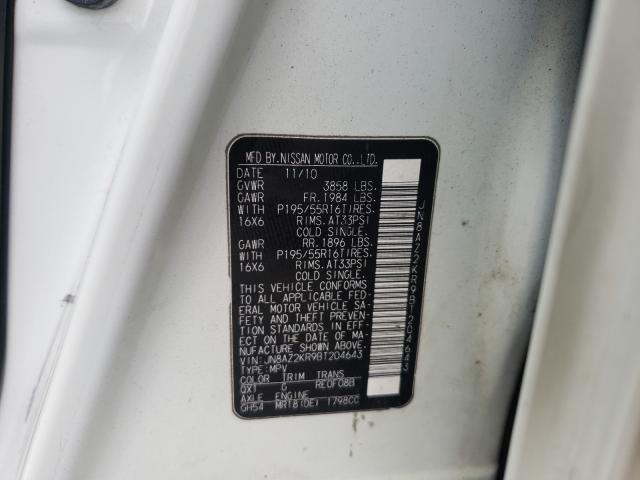 MFD BY.NISSAN MOTOR CO.,LTD.
DATE 11/10
GVWR 3858 LBS.
GAWR FR.1984 LBS.
WITH P195/55R16TIRES.
16X6 RIMS.AT33PSI
COLD SINGLE.
GAWR RR.1896 LBS.
WITH P195/55R16TIRES.
16X6 RIMS.AT33PSI
COLD SINGLE.
THIS VEHICLE CONFORMS
TO ALL APPLICABLE FED-
ERAL MOTOR VEHICLE SA-
FETY AND THEFT PREVEN-
TION STANDARDS IN EFF-
ECT ON THE DATE OF MA-
NUFACTURE SHOWN ABOVE.
VIN:JN8AZ2KR9BT204643
TYPE:MPV
COLOR TRIM TRANS
QX1 G RE0F08B
AXLE ENGINE
GH54 MR18(DE) 1798CC
JN8AZ2KR9BT204643